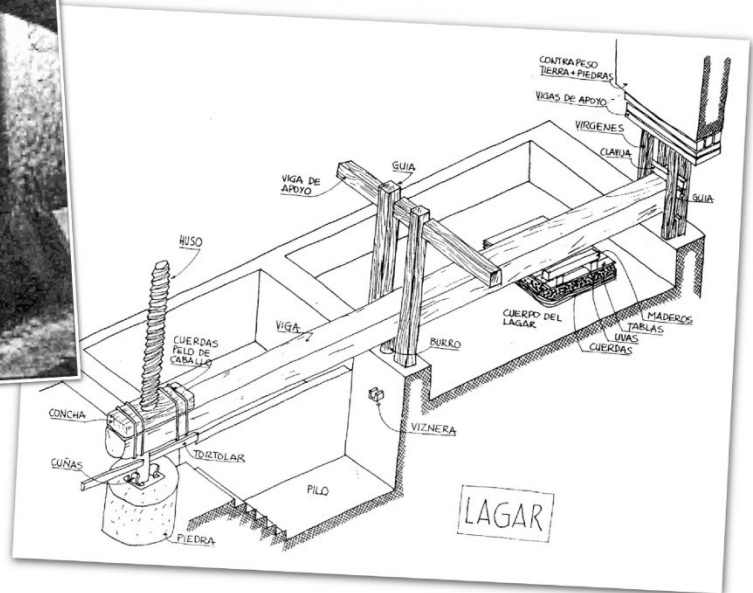 CONTRAPESO
TIERRA + PIEDRAS
VIGAS DE APOYO
VIRGENES
CLAVIJA
GUIA
GUIA
VIGA DE
APOYO
HUSO
CUERDAS
PELO DE
CABALLO
VIGA
CUERPO DEL
LAGAR
MADEROS
TABLAS
UVAS
CUERDAS
BURRO
CONCHA
VIZNERA
TORTOLAR
CUÑAS
PILO
PIEDRA
LAGAR